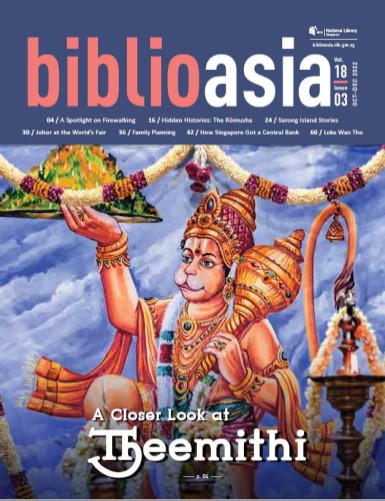 National Library
Singapore
biblioasia.nlb.gov.sg
biblioasia
Vol.
18
Issue
03
OCT–DEC 2022
04 / A Spotlight on Firewalking 16 / Hidden Histories: The Rōmusha 24 / Sarong Island Stories
30 / Johor at the World's Fair 36 / Family Planning 42 / How Singapore Got a Central Bank 60 / Loke Wan Tho
A Closer Look at
Theemithi
p. 04